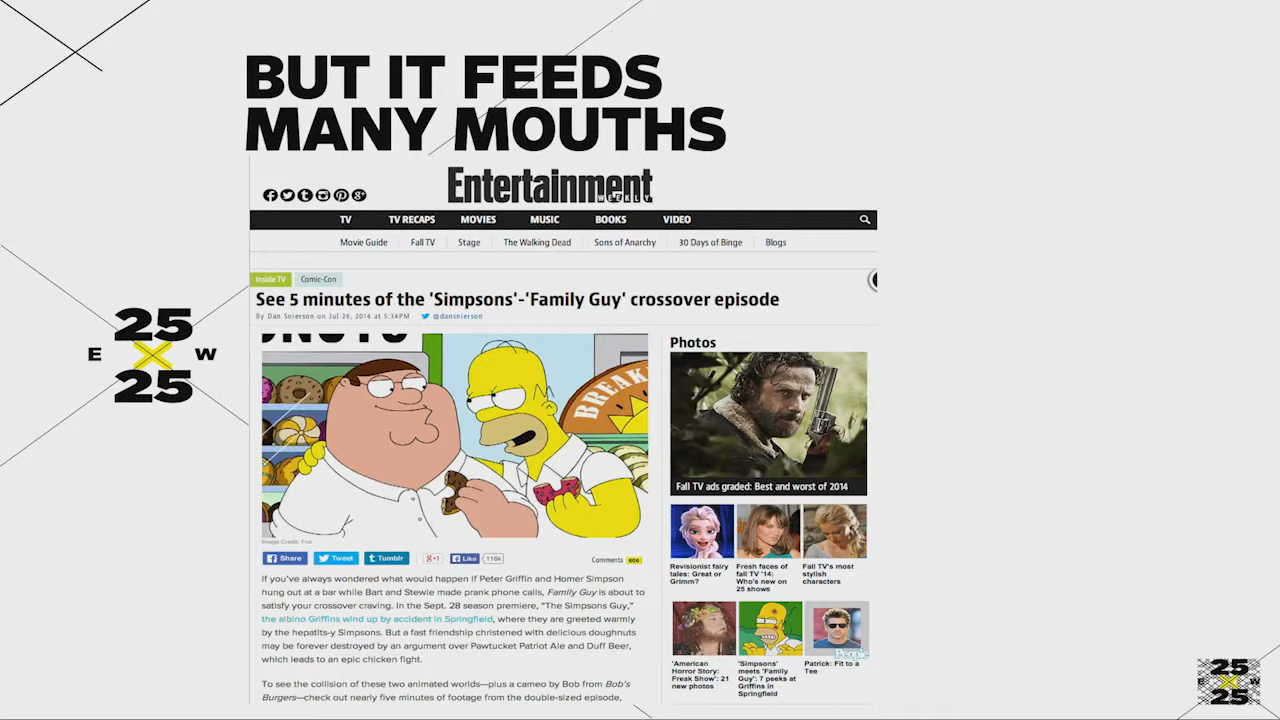 BUT IT FEEDS
MANY MOUTHS
Entertainment
WEEKLY
TV TV RECAPS MOVIES MUSIC BOOKS VIDEO
Movie Guide Fall TV Stage The Walking Dead Sons of Anarchy 30 Days of Binge Blogs
Inside TV Comic-Con
See 5 minutes of the 'Simpsons'-'Family Guy' crossover episode
By Dan Snierson on Jul 26, 2014 at 5:34PM @dansnierson
25
E X W
25
BREAK
Image Credit: Fox
Share Tweet Tumblr g+1 Like 116k Comments 606
If you've always wondered what would happen if Peter Griffin and Homer Simpson
hung out at a bar while Bart and Stewie made prank phone calls, Family Guy is about to
satisfy your crossover craving. In the Sept. 28 season premiere, "The Simpsons Guy,"
the albino Griffins wind up by accident in Springfield, where they are greeted warmly
by the hepatits-y Simpsons. But a fast friendship christened with delicious doughnuts
may be forever destroyed by an argument over Pawtucket Patriot Ale and Duff Beer,
which leads to an epic chicken fight.
To see the collision of these two animated worlds—plus a cameo by Bob from Bob's
Burgers—check out nearly five minutes of footage from the double-sized episode,
Photos
Fall TV ads graded: Best and worst of 2014
Revisionist fairy
tales: Great or
Grimm?
Fresh faces of
fall TV '14:
Who's new on
25 shows
Fall TV's most
stylish
characters
'American
Horror Story:
Freak Show': 21
new photos
'Simpsons'
meets 'Family
Guy': 7 peeks at
Griffins in
Springfield
People
Patrick: Fit to a
Tee
25
E X W
25